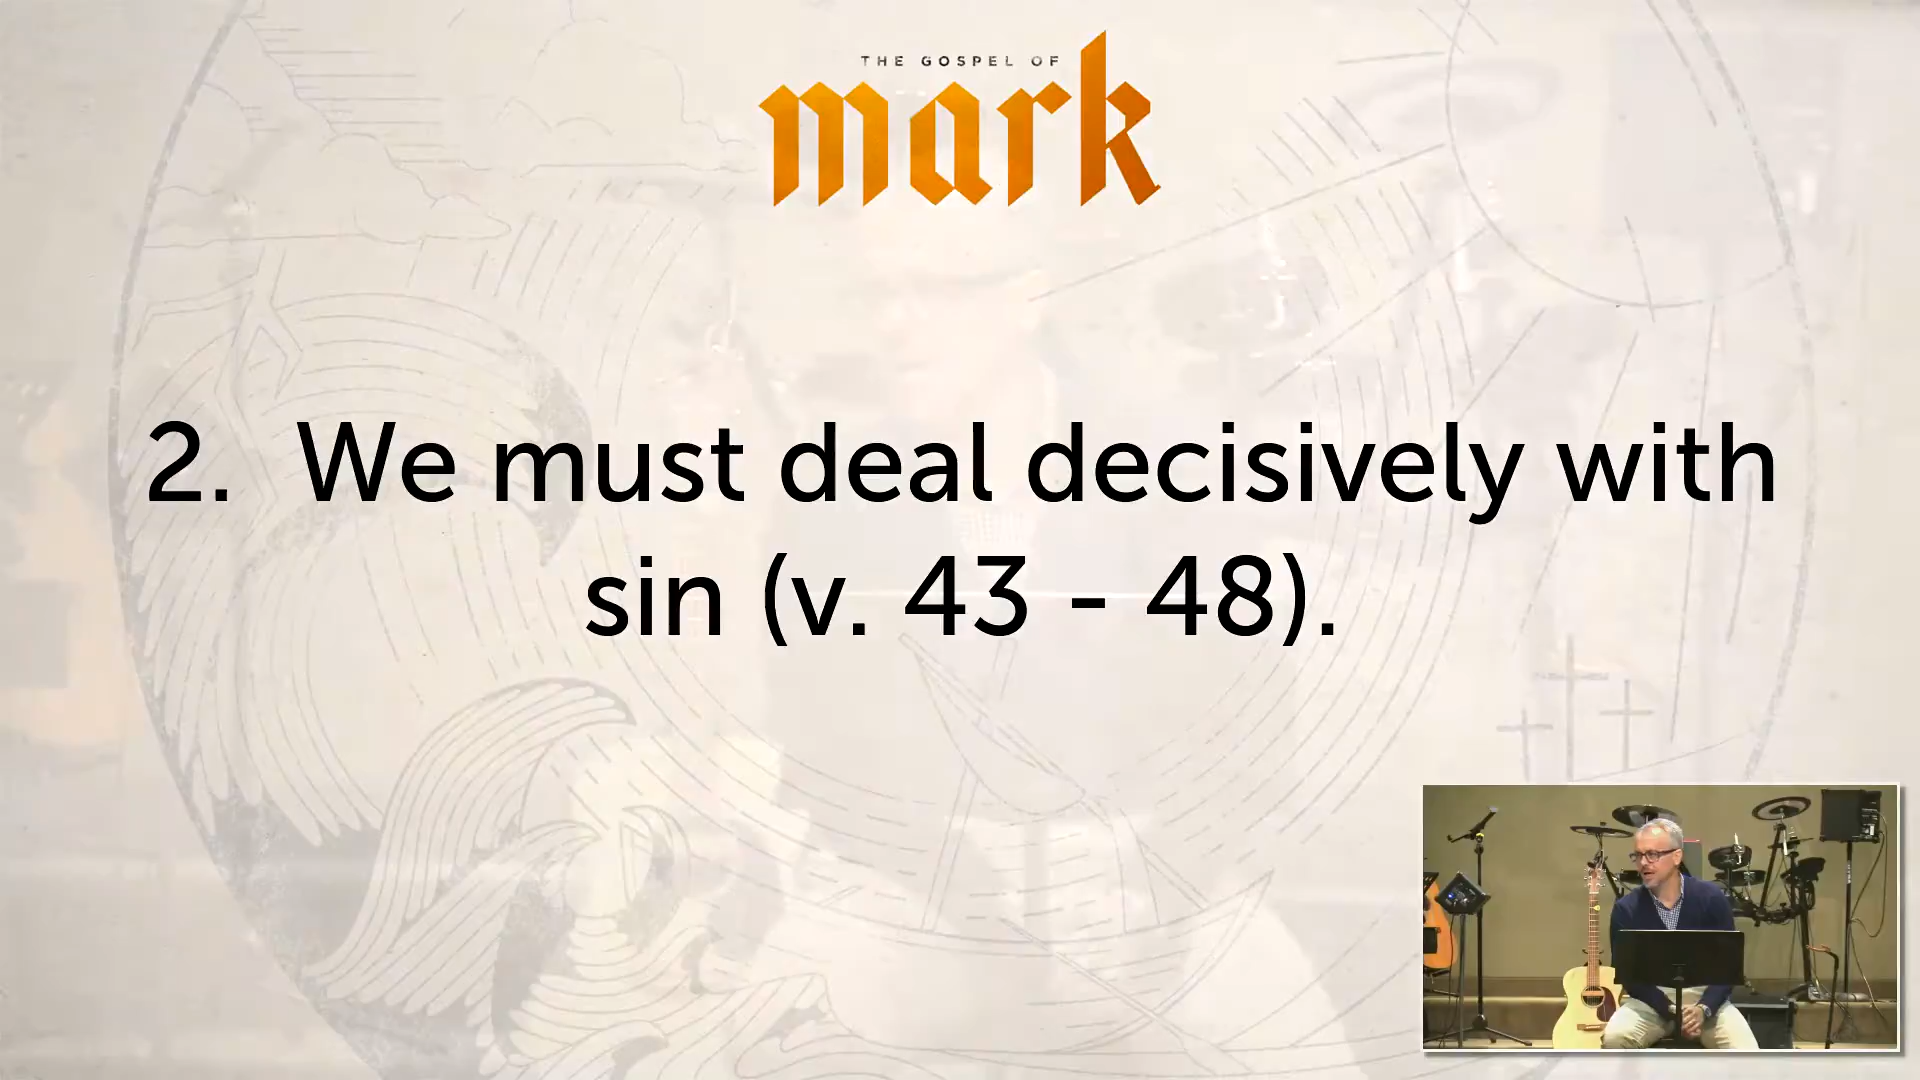 THE GOSPEL OF
mark
2. We must deal decisively with
sin (v. 43 - 48).